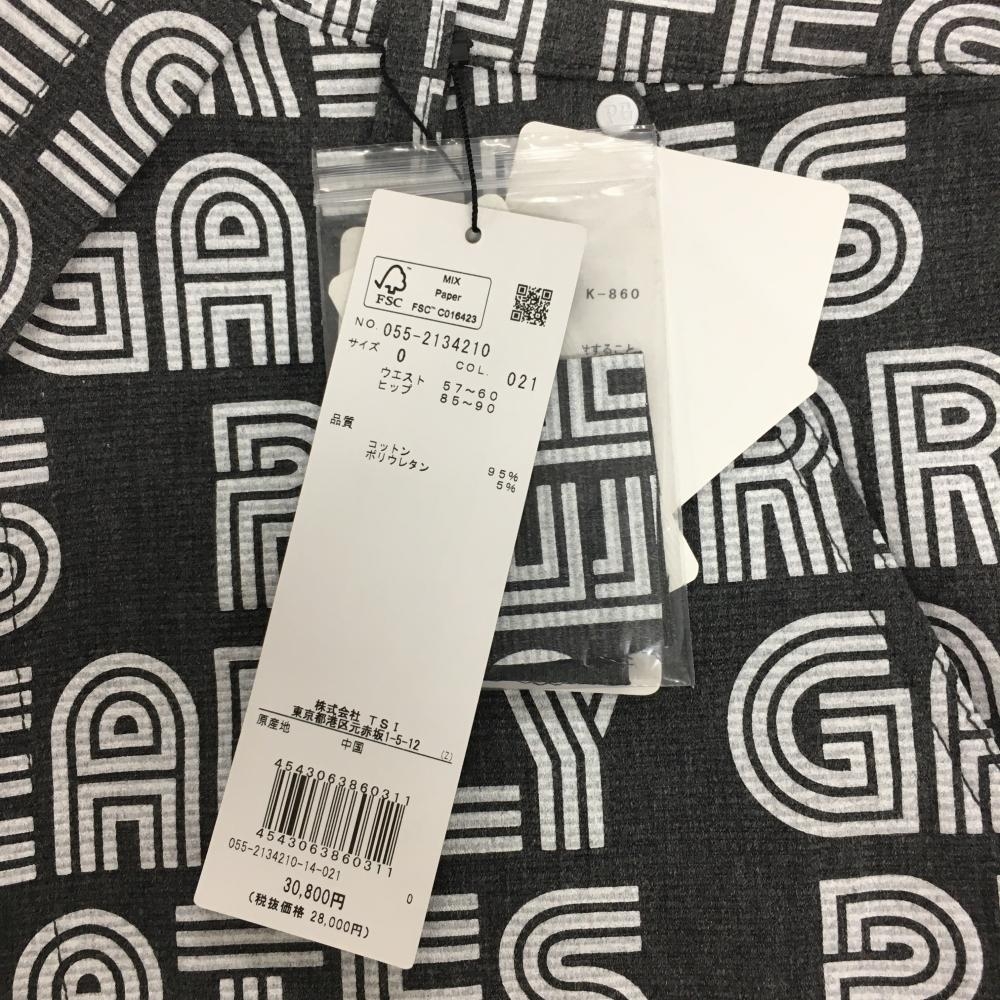 MIX
Paper
FSC
FSC™ C016423
K-860
NO. 055-2134210
サイズ 0 COL. 021
ウエスト 57~60
ヒップ 85~90
品質
コットン 95%
ポリウレタン 5%
株式会社 TSI
東京都港区元赤坂1-5-12
原産地 中国 (Z)
4543063860311
4543063860311
055-2134210-14-021
30,800円 0
(税抜価格 28,000円)